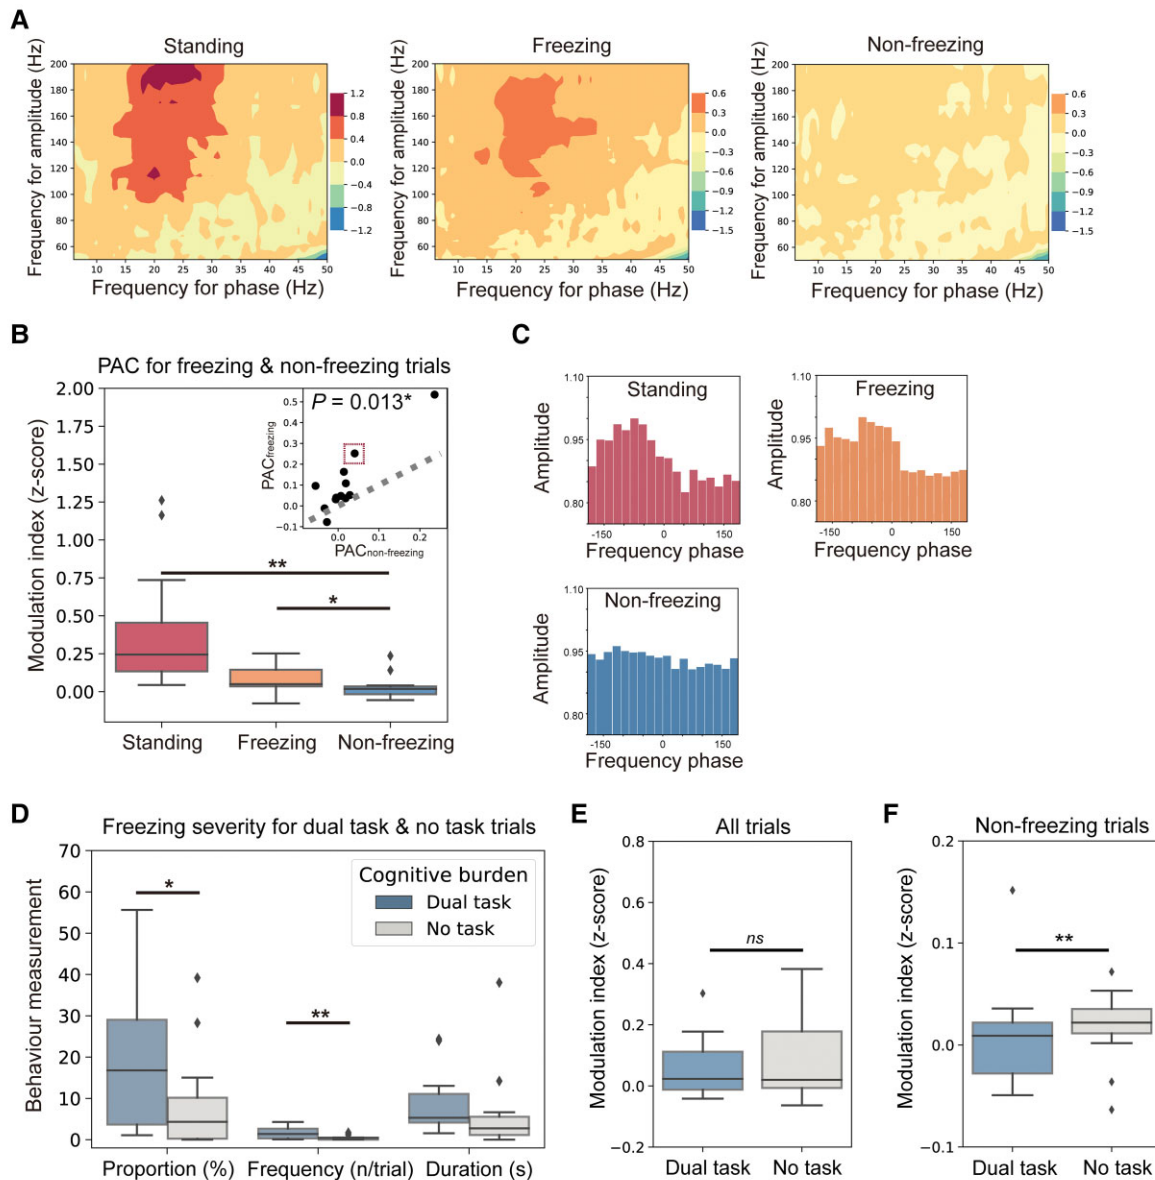 A
Standing
Freezing
Non-freezing
Frequency for amplitude (Hz)
200
180
160
140
120
100
80
60
10 15 20 25 30 35 40 45 50
Frequency for phase (Hz)
1.2
0.8
0.4
0.0
−0.4
−0.8
−1.2
Frequency for amplitude (Hz)
200
180
160
140
120
100
80
60
10 15 20 25 30 35 40 45 50
Frequency for phase (Hz)
0.6
0.3
0.0
−0.3
−0.6
−0.9
−1.2
−1.5
Frequency for amplitude (Hz)
200
180
160
140
120
100
80
60
10 15 20 25 30 35 40 45 50
Frequency for phase (Hz)
0.6
0.3
0.0
−0.3
−0.6
−0.9
−1.2
−1.5
B
PAC for freezing & non-freezing trials
Modulation index (z-score)
2.00
1.75
1.50
1.25
1.00
0.75
0.50
0.25
0.00
P = 0.013*
PACfreezing
0.5
0.4
0.3
0.2
0.1
0.0
−0.1
0.0 0.1 0.2
PACnon-freezing
**
*
Standing Freezing Non-freezing
C
Standing
Amplitude
1.10
0.95
0.80
-150 0 150
Frequency phase
Freezing
Amplitude
1.10
0.95
0.80
-150 0 150
Frequency phase
Non-freezing
Amplitude
1.10
0.95
0.80
-150 0 150
Frequency phase
D
Freezing severity for dual task & no task trials
Behaviour measurement
70
60
50
40
30
20
10
0
Cognitive burden
Dual task
No task
*
**
Proportion (%) Frequency (n/trial) Duration (s)
E
All trials
Modulation index (z-score)
0.8
0.6
0.4
0.2
0.0
−0.2
ns
Dual task No task
F
Non-freezing trials
Modulation index (z-score)
0.2
0.1
0.0
−0.1
**
Dual task No task